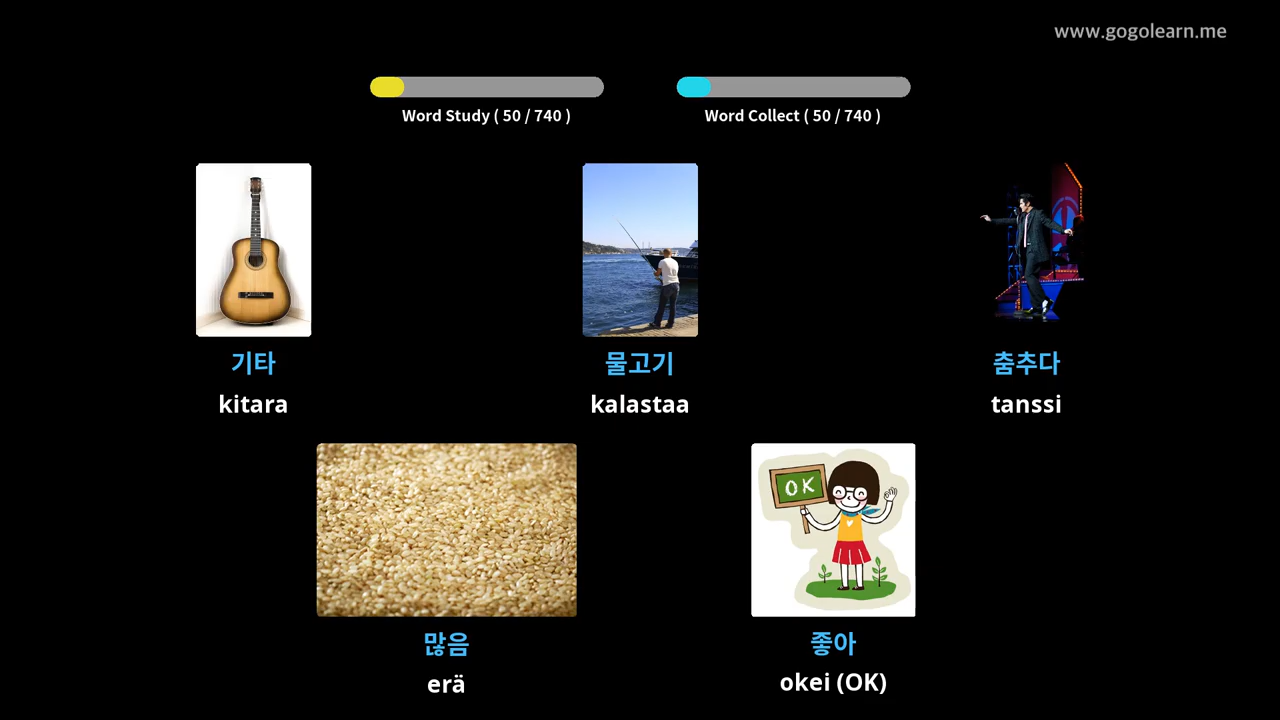 www.gogolearn.me
Word Study ( 50 / 740 )
Word Collect ( 50 / 740 )
기타
kitara
물고기
kalastaa
춤추다
tanssi
OK
많음
erä
좋아
okei (OK)